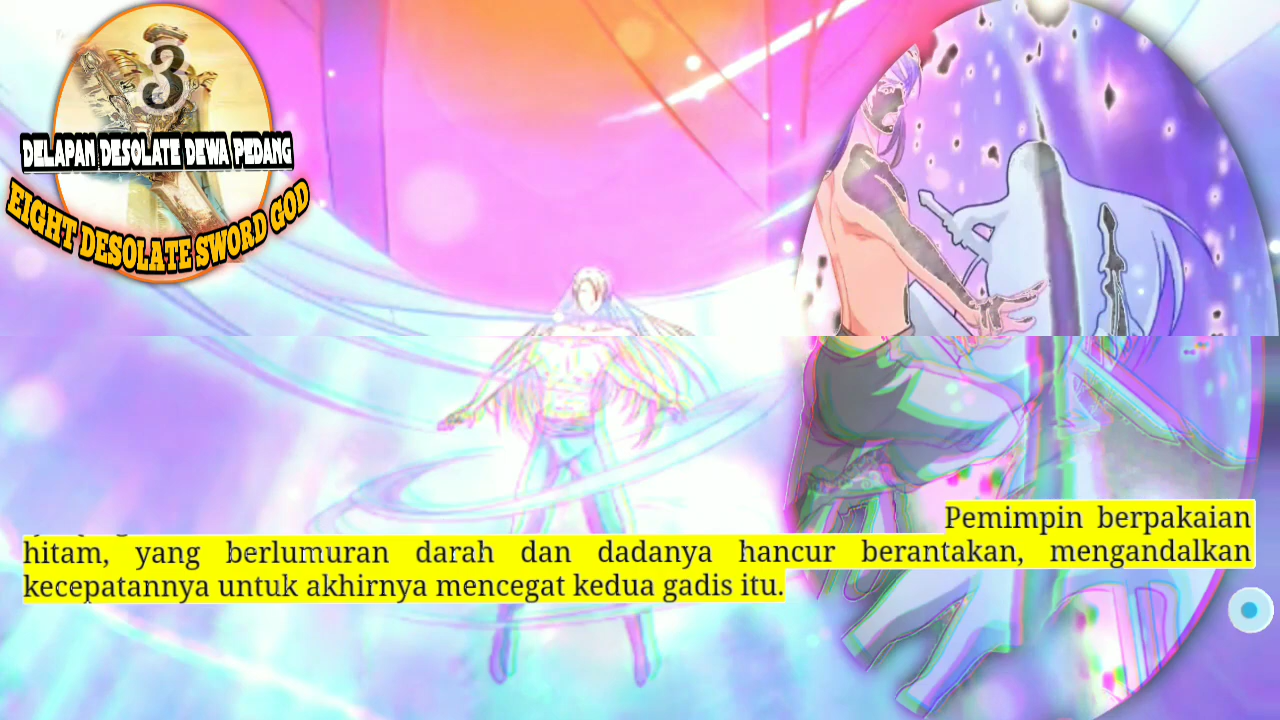 3
DELAPAN DESOLATE DEWA PEDANG
EIGHT DESOLATE SWORD GOD
Pemimpin berpakaian
hitam, yang berlumuran darah dan dadanya hancur berantakan, mengandalkan
kecepatannya untuk akhirnya mencegat kedua gadis itu.